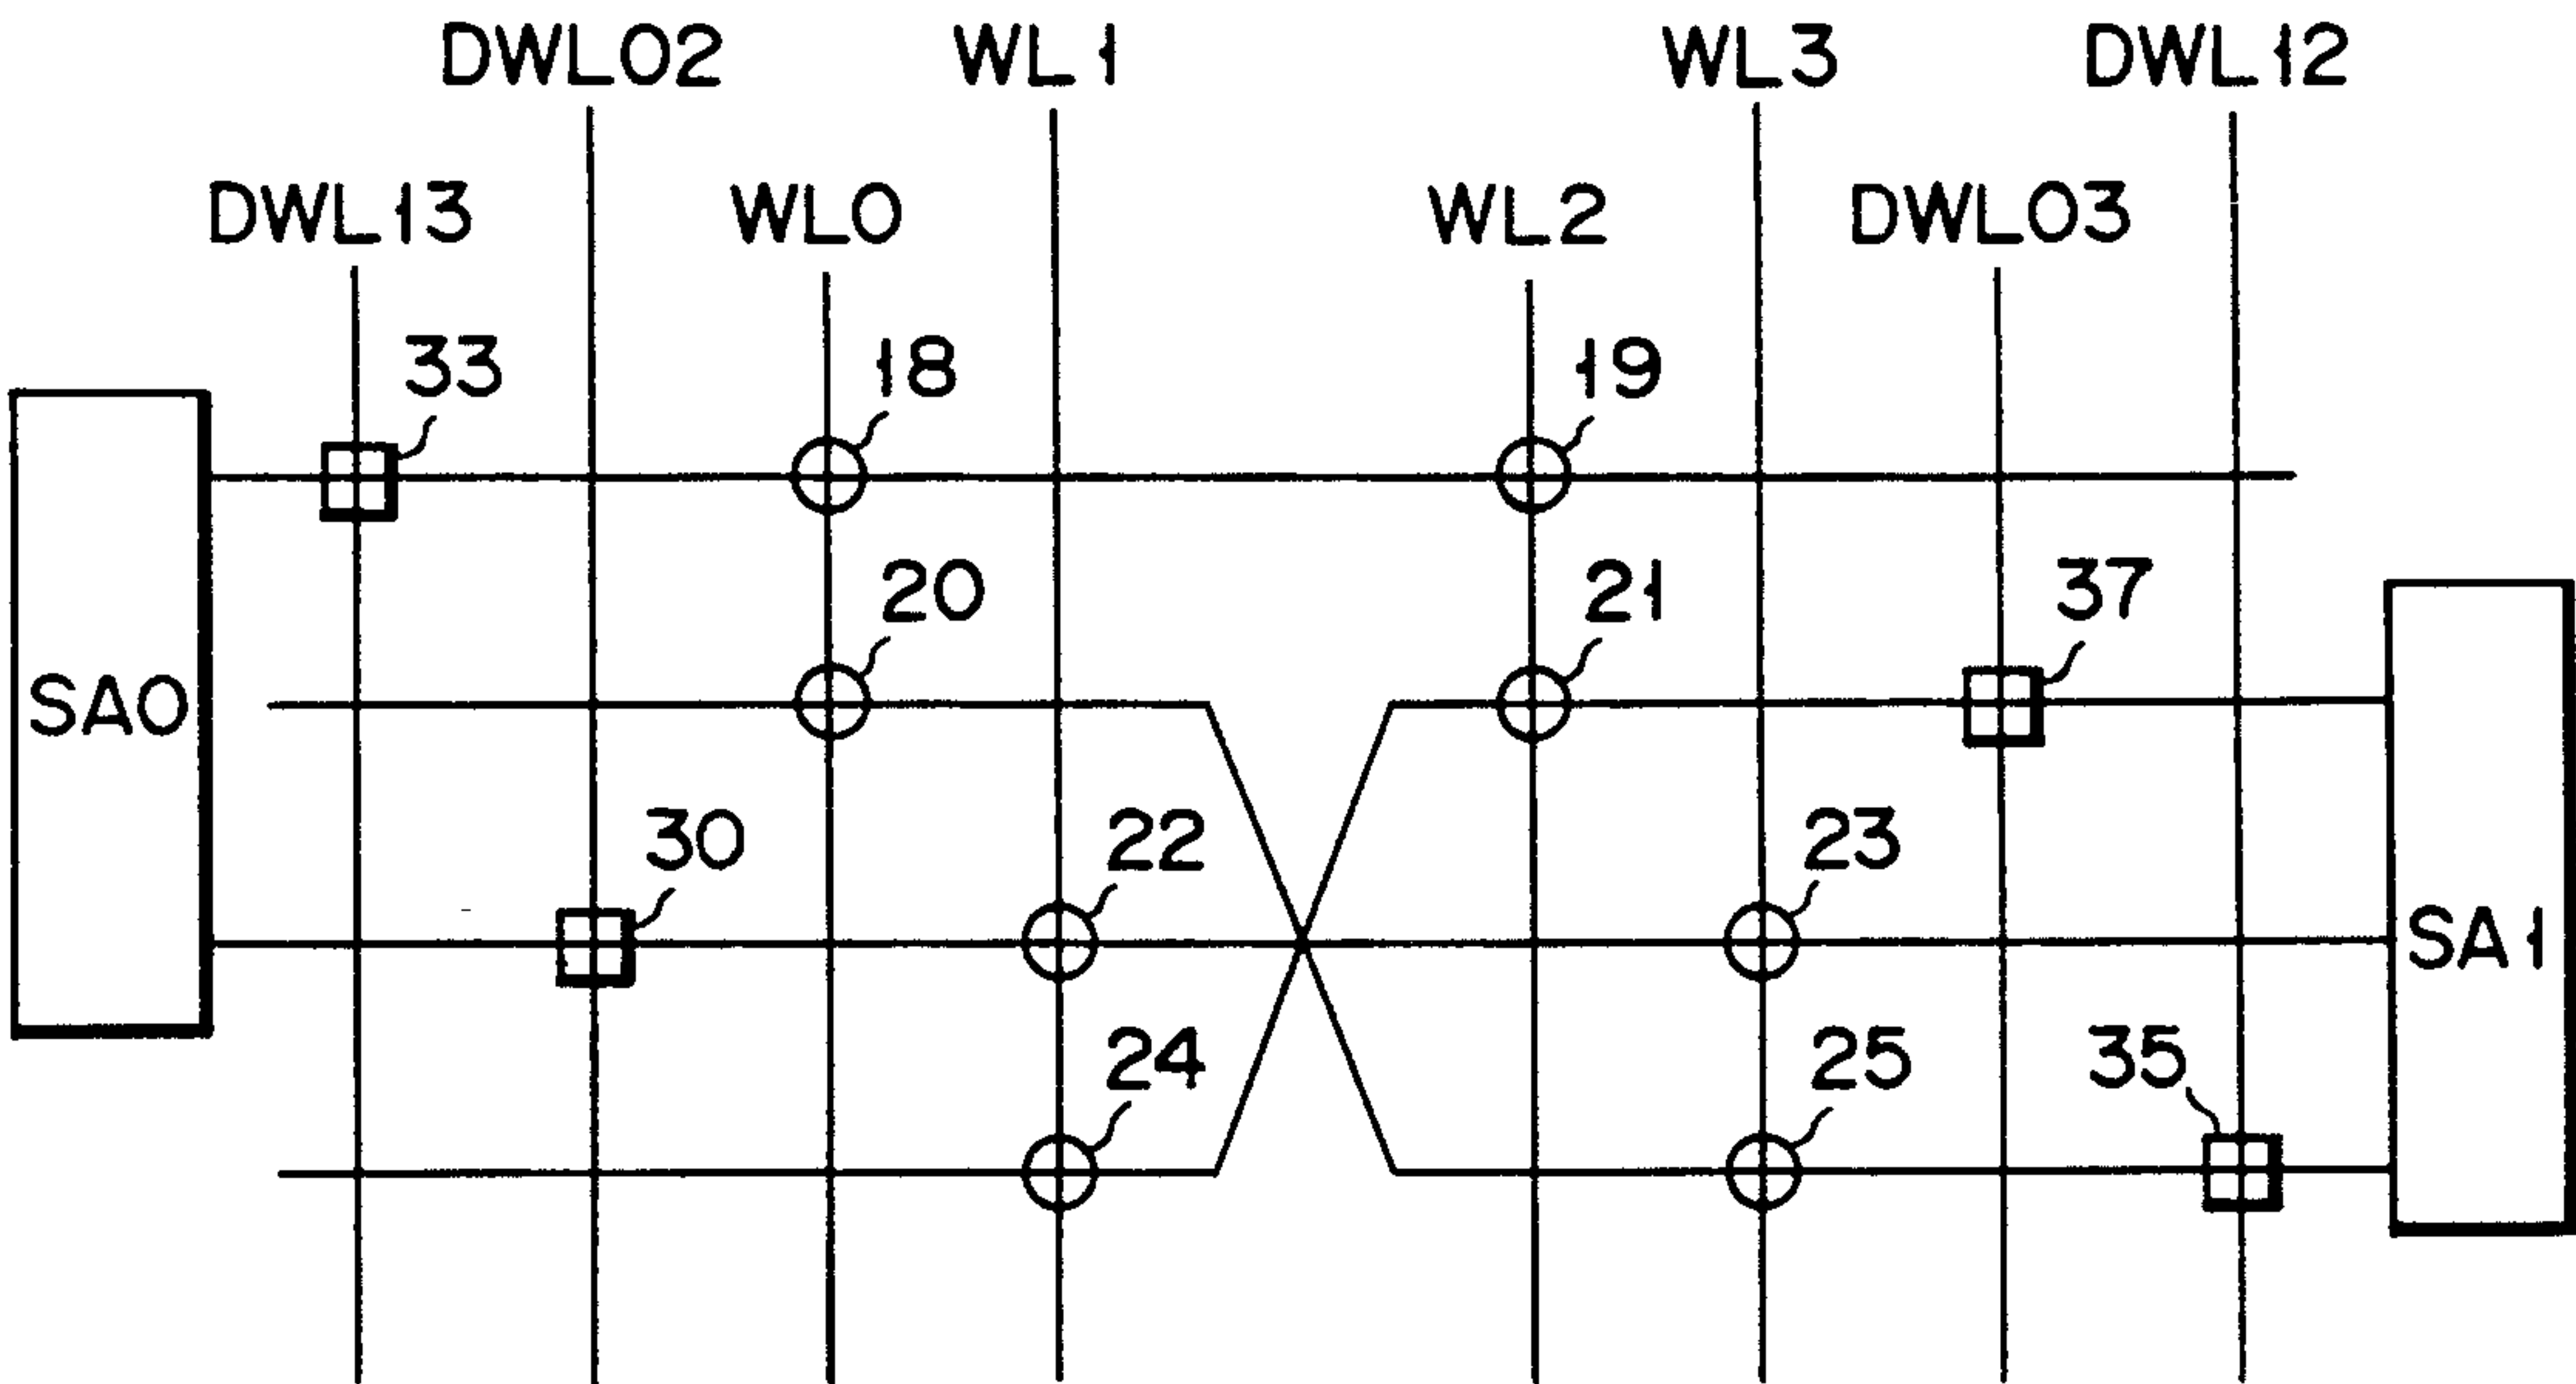 DWL02 WL1 WL3 DWL12
DWL13 WL0 WL2 DWL03
33 18 19
20 21 37
SA0
30 22 23
SA1
24 25 35